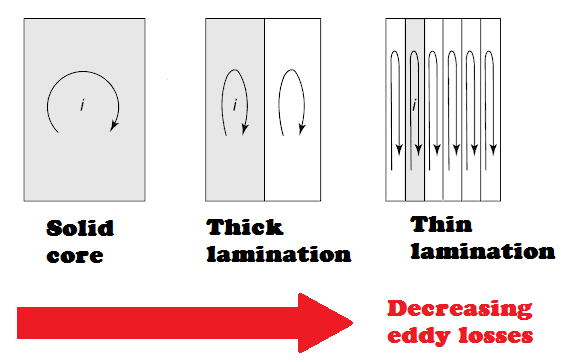 i
i
i
Solid
core
Thick
lamination
Thin
lamination
Decreasing
eddy losses